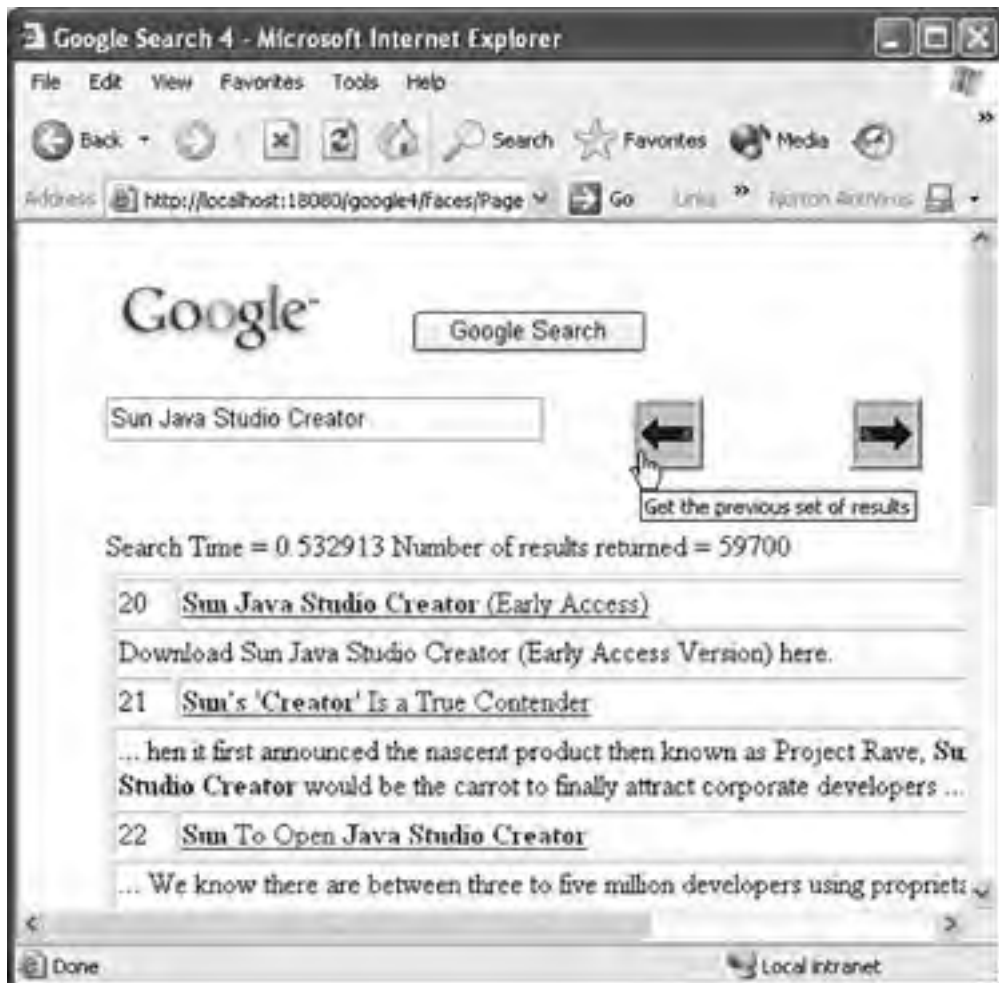 Google Search 4 - Microsoft Internet Explorer
File Edit View Favorites Tools Help
Back Search Favorites Media »
Address http://localhost:18080/google4/faces/Page Go Links » Norton AntiVirus
Google™ Google Search
Sun Java Studio Creator
Get the previous set of results
Search Time = 0.532913 Number of results returned = 59700
20 Sun Java Studio Creator (Early Access)
Download Sun Java Studio Creator (Early Access Version) here.
21 Sun's 'Creator' Is a True Contender
... hen it first announced the nascent product then known as Project Rave, Su
Studio Creator would be the carrot to finally attract corporate developers ...
22 Sun To Open Java Studio Creator
... We know there are between three to five million developers using proprieta
Done Local intranet